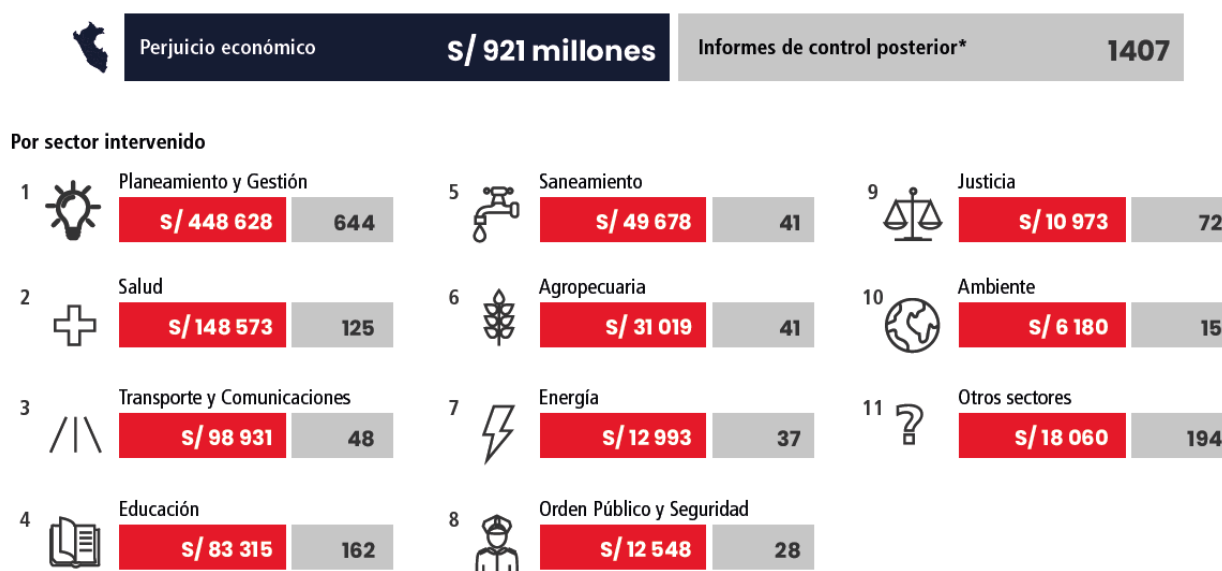 Perjuicio económico S/ 921 millones Informes de control posterior* 1407
Por sector intervenido
1 Planeamiento y Gestión
S/ 448 628 644
2 Salud
S/ 148 573 125
3 Transporte y Comunicaciones
S/ 98 931 48
4 Educación
S/ 83 315 162
5 Saneamiento
S/ 49 678 41
6 Agropecuaria
S/ 31 019 41
7 Energía
S/ 12 993 37
8 Orden Público y Seguridad
S/ 12 548 28
9 Justicia
S/ 10 973 72
10 Ambiente
S/ 6 180 15
11 Otros sectores
S/ 18 060 194